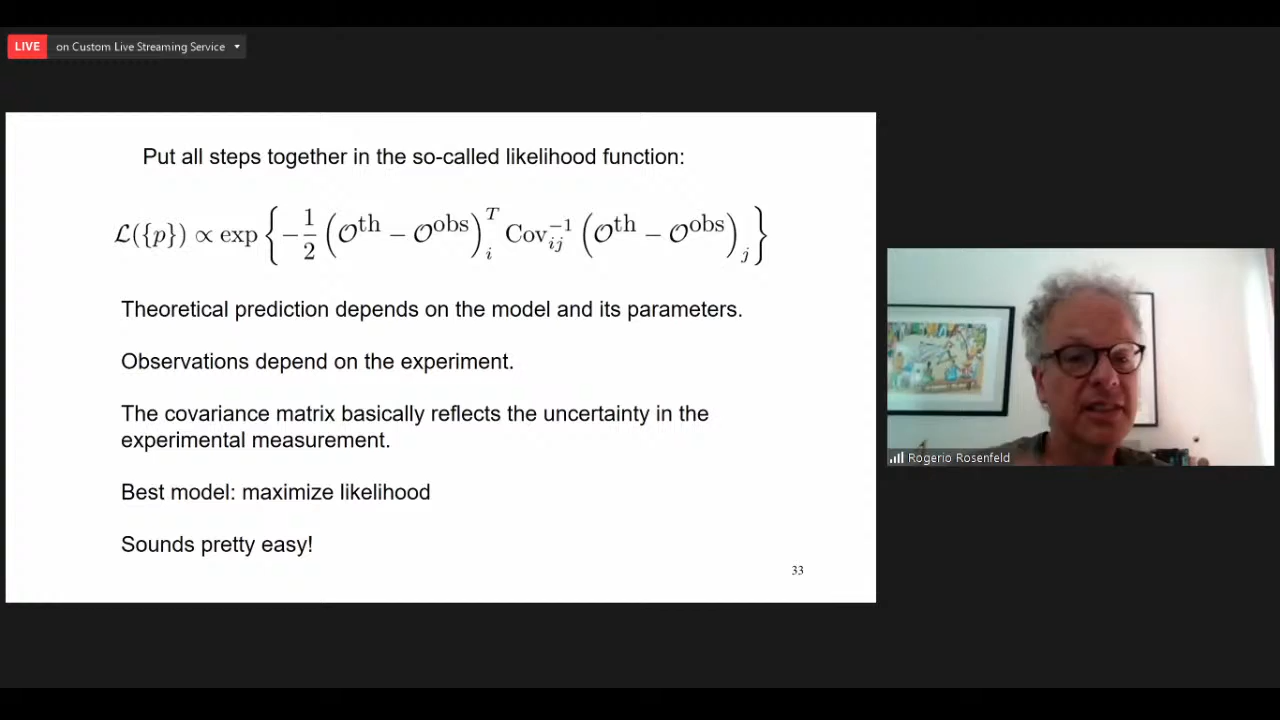 LIVE on Custom Live Streaming Service
Put all steps together in the so-called likelihood function:
ℒ({p}) ∝ exp{−1/2 (𝒪^th − 𝒪^obs)_i^T Cov_ij^−1 (𝒪^th − 𝒪^obs)_j}
Theoretical prediction depends on the model and its parameters.
Observations depend on the experiment.
The covariance matrix basically reflects the uncertainty in the
experimental measurement.
Best model: maximize likelihood
Sounds pretty easy!
33
Rogerio Rosenfeld